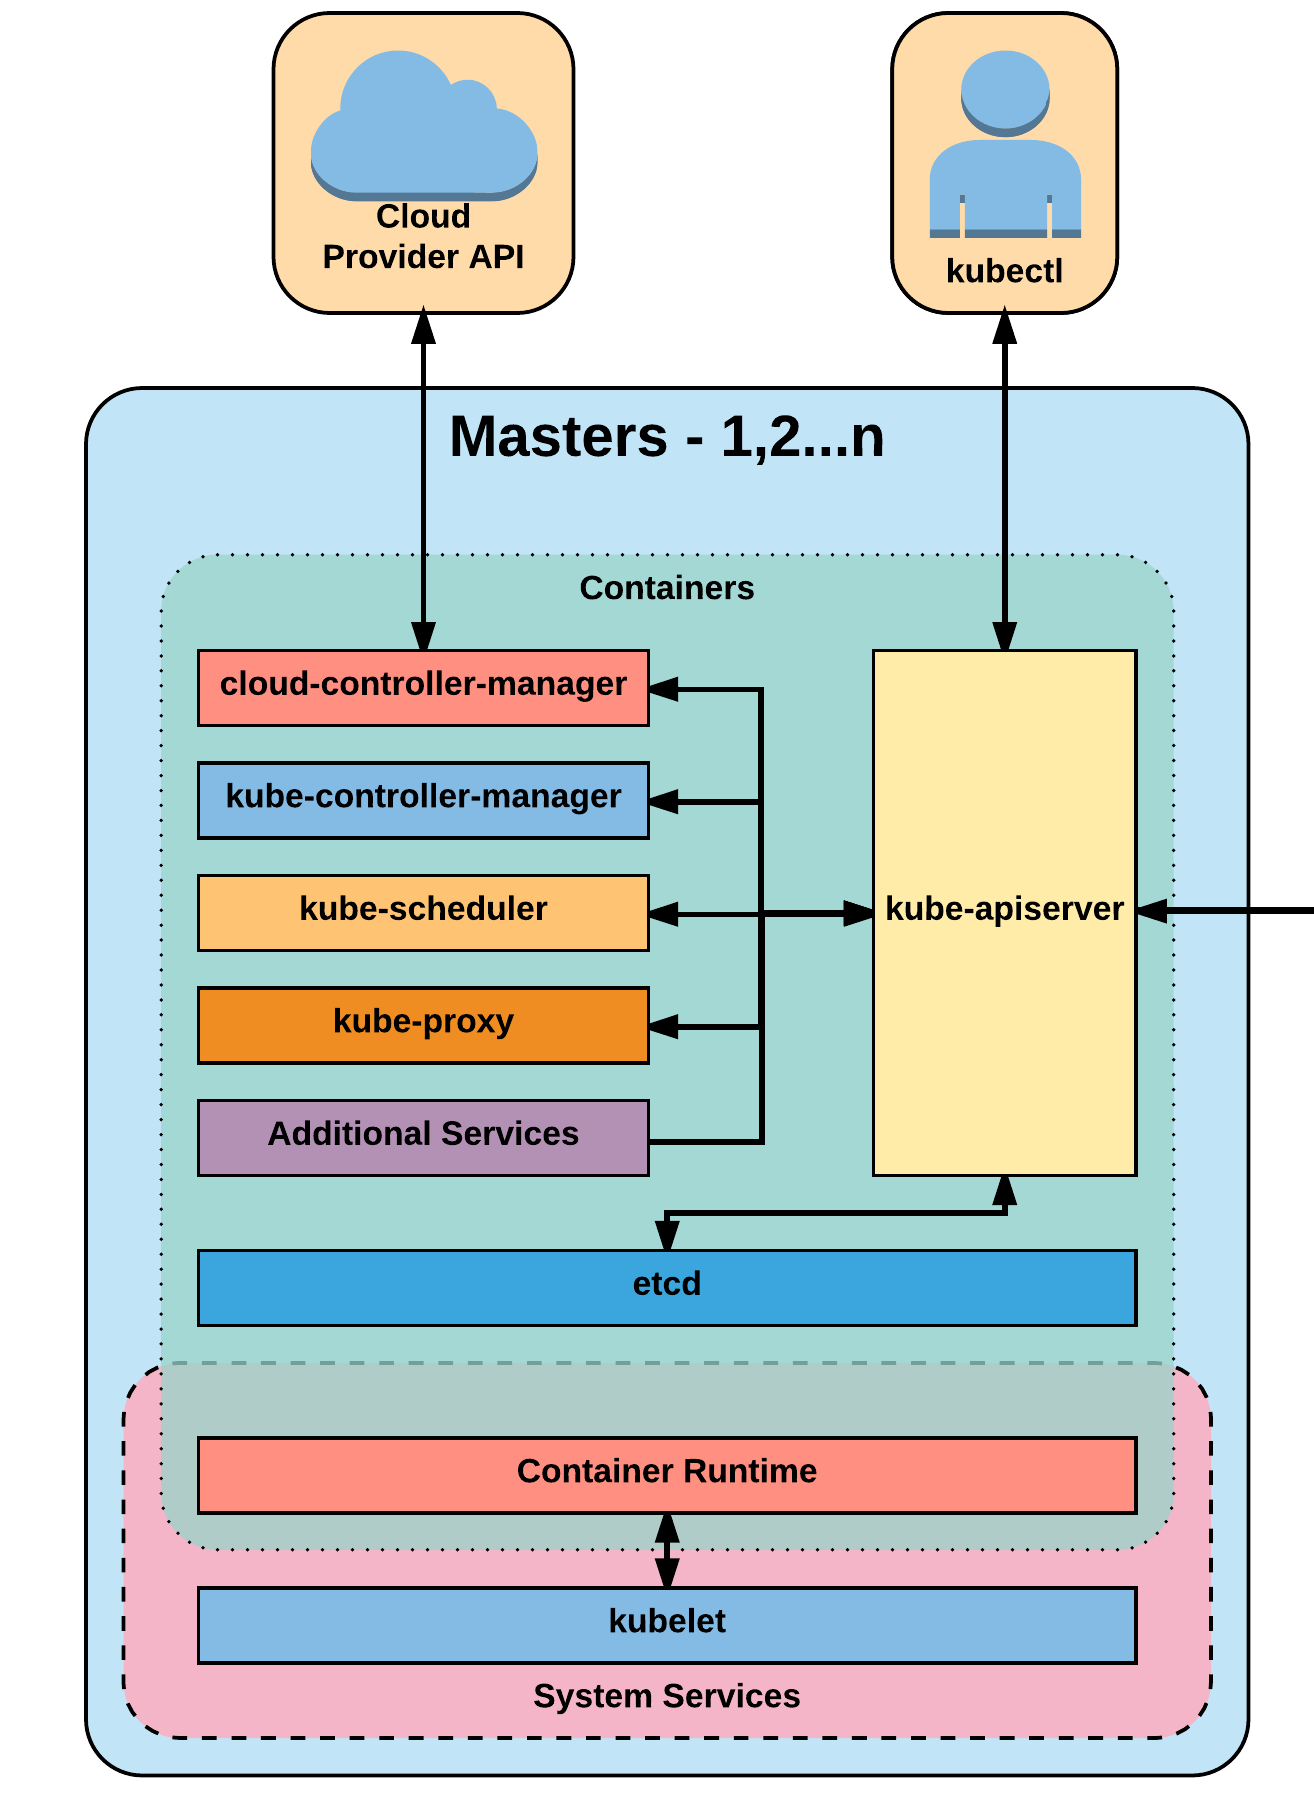 Cloud
Provider API
kubectl
Masters - 1,2...n
Containers
cloud-controller-manager
kube-controller-manager
kube-scheduler
kube-apiserver
kube-proxy
Additional Services
etcd
Container Runtime
kubelet
System Services